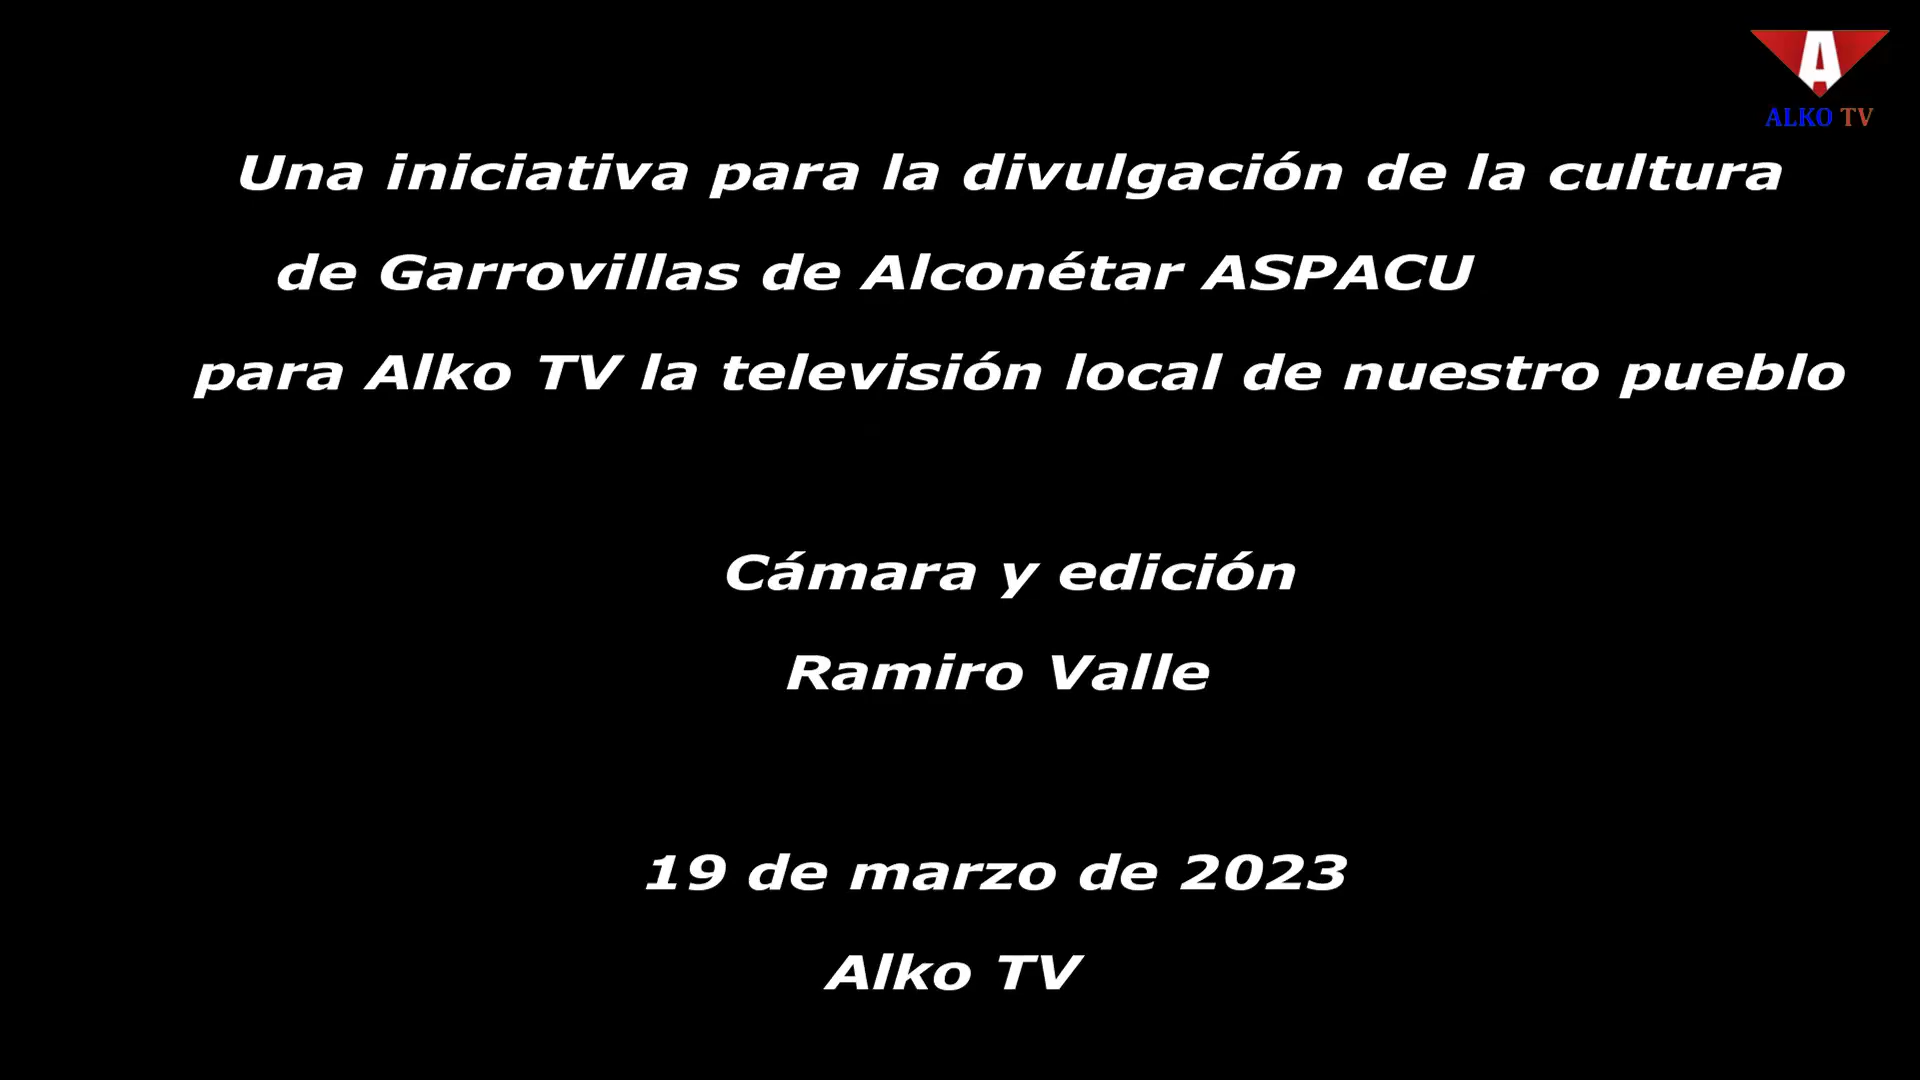 A
ALKO TV
Una iniciativa para la divulgación de la cultura
de Garrovillas de Alconétar ASPACU
para Alko TV la televisión local de nuestro pueblo
Cámara y edición
Ramiro Valle
19 de marzo de 2023
Alko TV